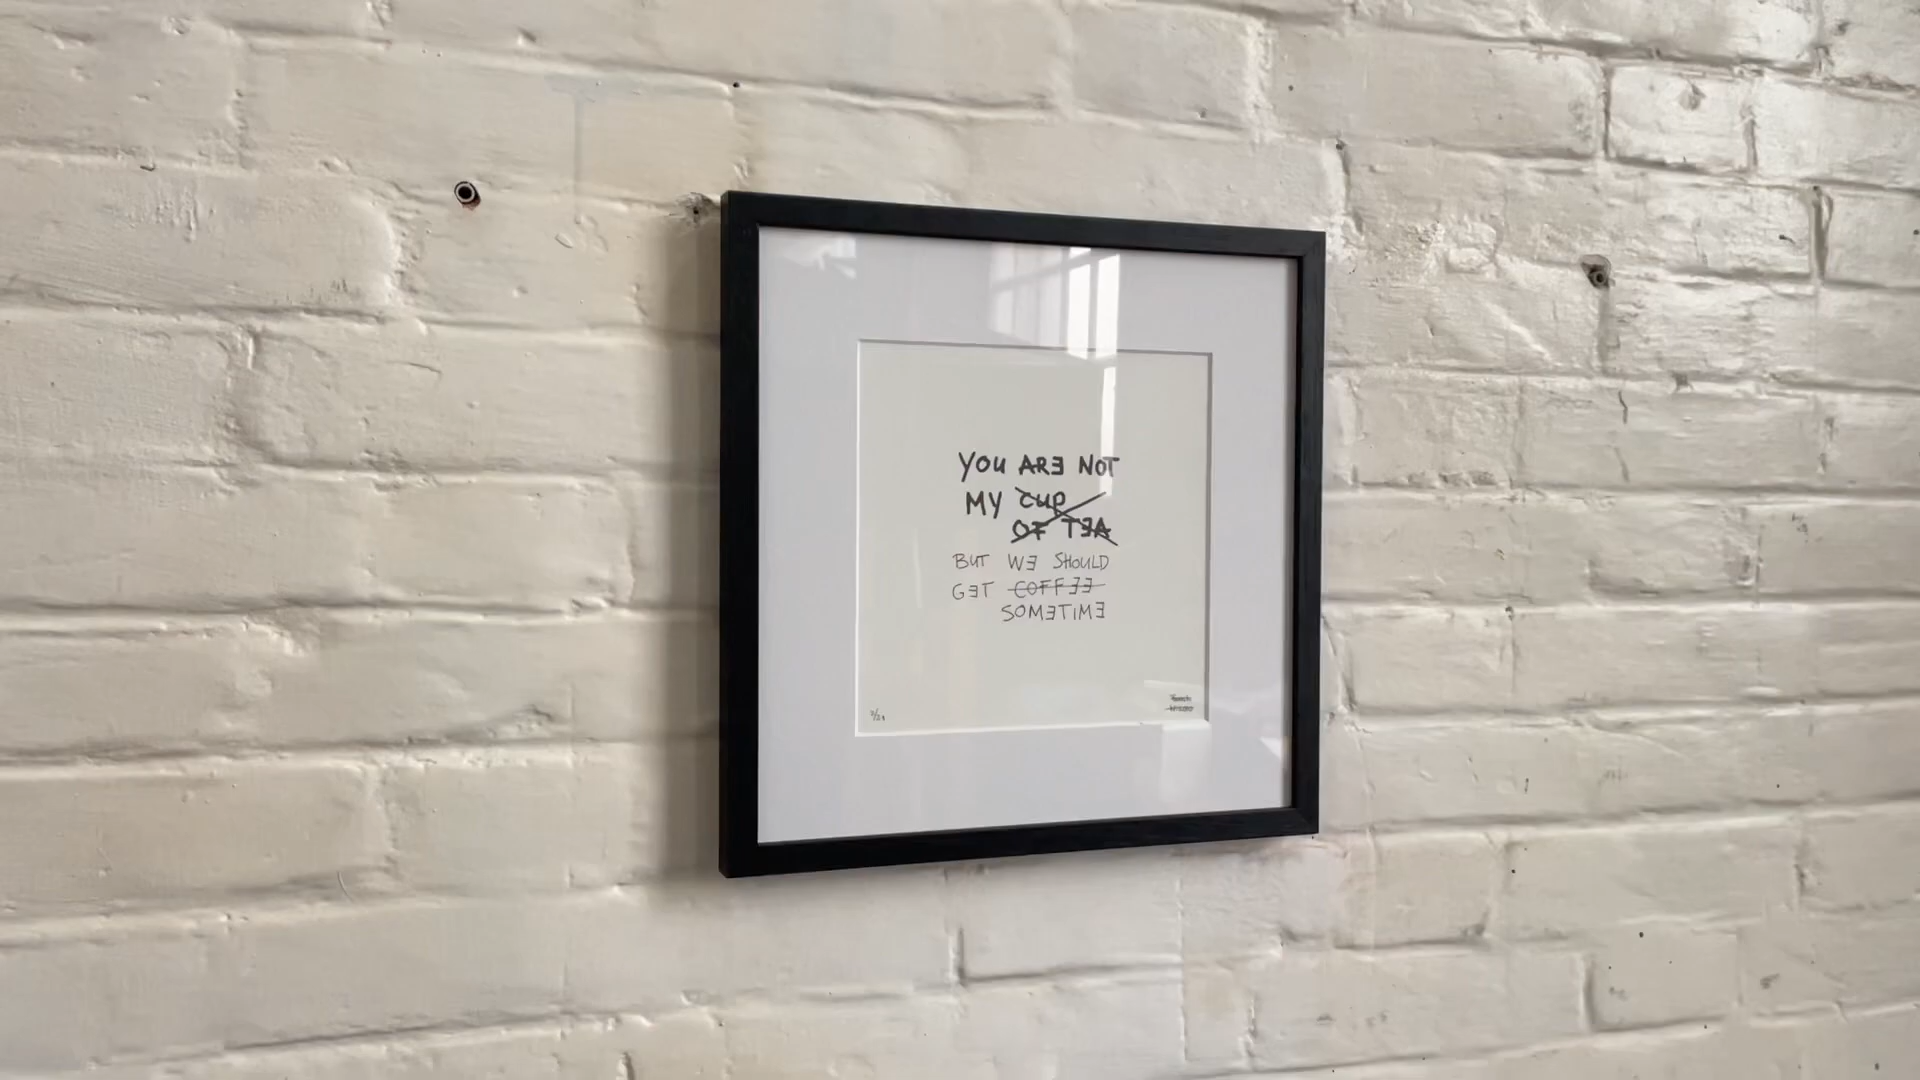 YOU ARE NOT
MY CUP
OF TEA
BUT WE SHOULD
GET COFFEE
SOMETIME